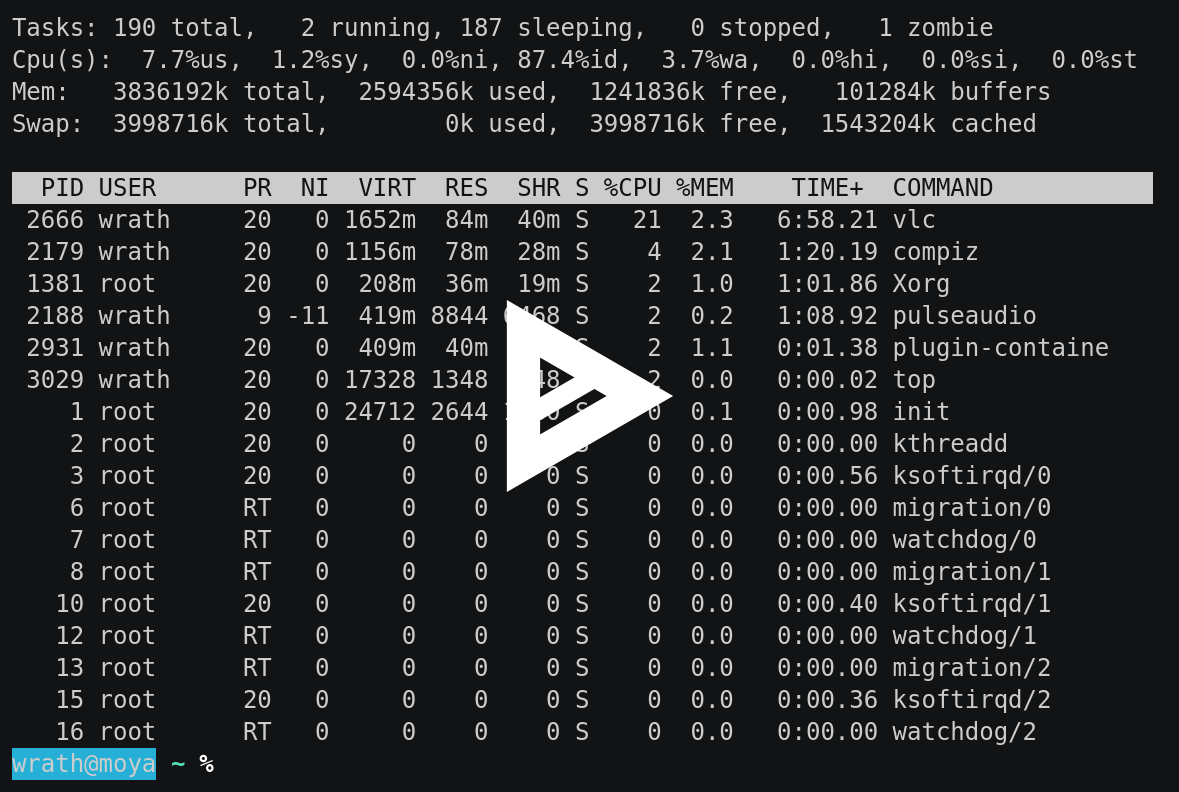 Tasks: 190 total,   2 running, 187 sleeping,   0 stopped,   1 zombie
Cpu(s):  7.7%us,  1.2%sy,  0.0%ni, 87.4%id,  3.7%wa,  0.0%hi,  0.0%si,  0.0%st
Mem:   3836192k total,  2594356k used,  1241836k free,   101284k buffers
Swap:  3998716k total,        0k used,  3998716k free,  1543204k cached
  PID USER      PR  NI  VIRT  RES  SHR S %CPU %MEM    TIME+  COMMAND
 2666 wrath     20   0 1652m  84m  40m S   21  2.3   6:58.21 vlc
 2179 wrath     20   0 1156m  78m  28m S    4  2.1   1:20.19 compiz
 1381 root      20   0  208m  36m  19m S    2  1.0   1:01.86 Xorg
 2188 wrath      9 -11  419m 8844 S    2  0.2   1:08.92 pulseaudio
 2931 wrath     20   0  409m  40m    2  1.1   0:01.38 plugin-containe
 3029 wrath     20   0 17328 1348    2  0.0   0:00.02 top
    1 root      20   0 24712 2644 S    0  0.1   0:00.98 init
    2 root      20   0     0    0    0 S    0  0.0   0:00.00 kthreadd
    3 root      20   0     0    0    0 S    0  0.0   0:00.56 ksoftirqd/0
    6 root      RT   0     0    0    0 S    0  0.0   0:00.00 migration/0
    7 root      RT   0     0    0    0 S    0  0.0   0:00.00 watchdog/0
    8 root      RT   0     0    0    0 S    0  0.0   0:00.00 migration/1
   10 root      20   0     0    0    0 S    0  0.0   0:00.40 ksoftirqd/1
   12 root      RT   0     0    0    0 S    0  0.0   0:00.00 watchdog/1
   13 root      RT   0     0    0    0 S    0  0.0   0:00.00 migration/2
   15 root      20   0     0    0    0 S    0  0.0   0:00.36 ksoftirqd/2
   16 root      RT   0     0    0    0 S    0  0.0   0:00.00 watchdog/2
wrath@moya ~ %